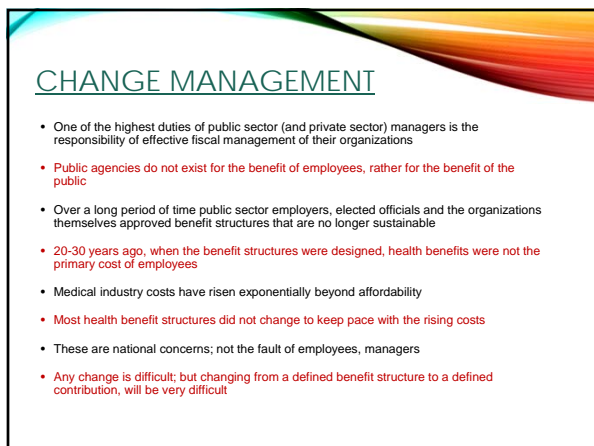 CHANGE MANAGEMENT
• One of the highest duties of public sector (and private sector) managers is the
responsibility of effective fiscal management of their organizations
• Public agencies do not exist for the benefit of employees, rather for the benefit of the
public
• Over a long period of time public sector employers, elected officials and the organizations
themselves approved benefit structures that are no longer sustainable
• 20-30 years ago, when the benefit structures were designed, health benefits were not the
primary cost of employees
• Medical industry costs have risen exponentially beyond affordability
• Most health benefit structures did not change to keep pace with the rising costs
• These are national concerns; not the fault of employees, managers
• Any change is difficult; but changing from a defined benefit structure to a defined
contribution, will be very difficult